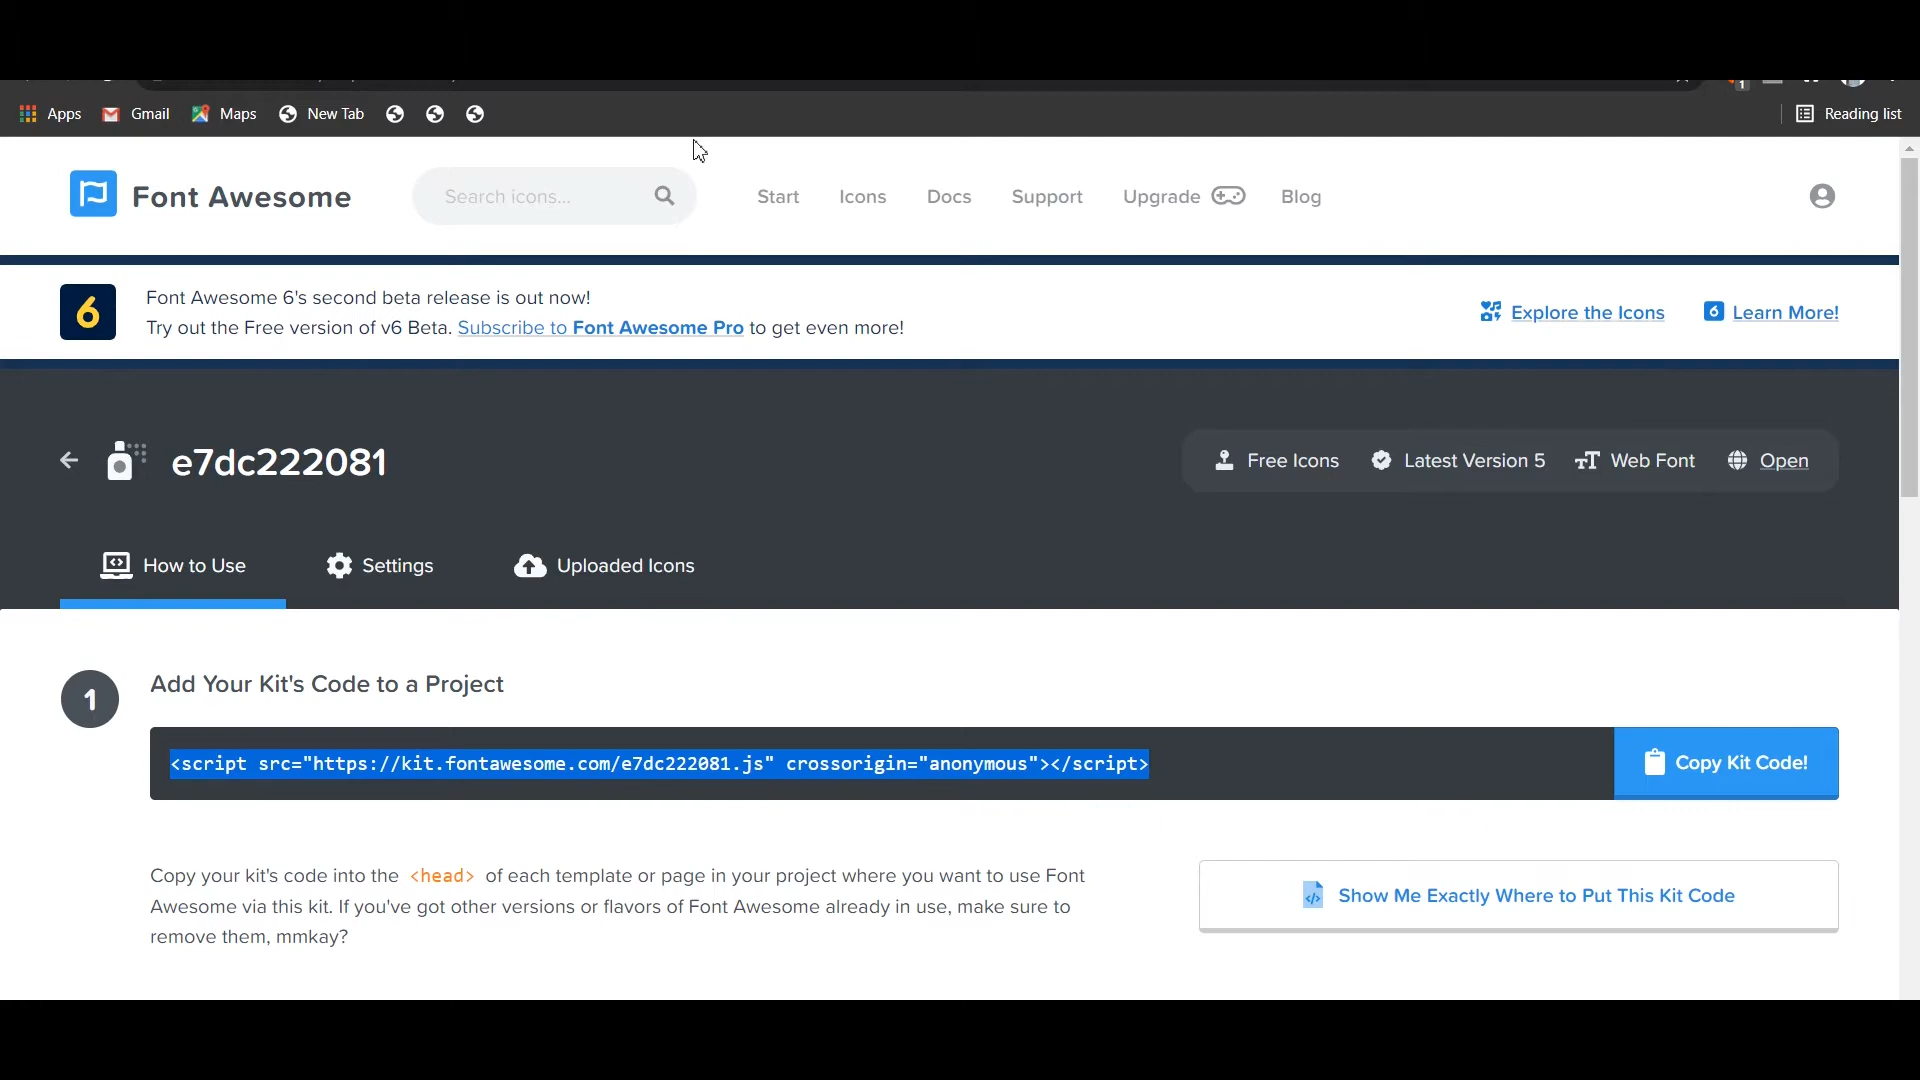 Apps Gmail Maps New Tab Reading list
Font Awesome Search icons... Start Icons Docs Support Upgrade Blog
6 Font Awesome 6's second beta release is out now!
Try out the Free version of v6 Beta. Subscribe to Font Awesome Pro to get even more!
Explore the Icons 6 Learn More!
e7dc222081 Free Icons Latest Version 5 Web Font Open
How to Use Settings Uploaded Icons
1 Add Your Kit's Code to a Project
<script src="https://kit.fontawesome.com/e7dc222081.js" crossorigin="anonymous"></script> Copy Kit Code!
Copy your kit's code into the <head> of each template or page in your project where you want to use Font
Awesome via this kit. If you've got other versions or flavors of Font Awesome already in use, make sure to
remove them, mmkay?
Show Me Exactly Where to Put This Kit Code